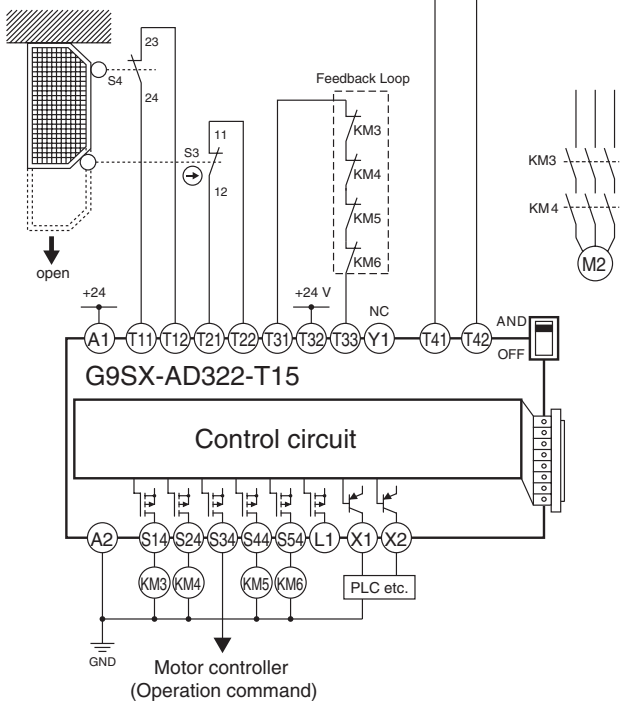 23
S4
24
Feedback Loop
11
S3
12
KM3
KM4
KM5
KM6
KM3
KM4
M2
open
+24
+24 V
NC
AND
OFF
A1 T11 T12 T21 T22 T31 T32 T33 Y1 T41 T42
G9SX-AD322-T15
Control circuit
A2 S14 S24 S34 S44 S54 L1 X1 X2
KM3 KM4 KM5 KM6 PLC etc.
GND
Motor controller
(Operation command)